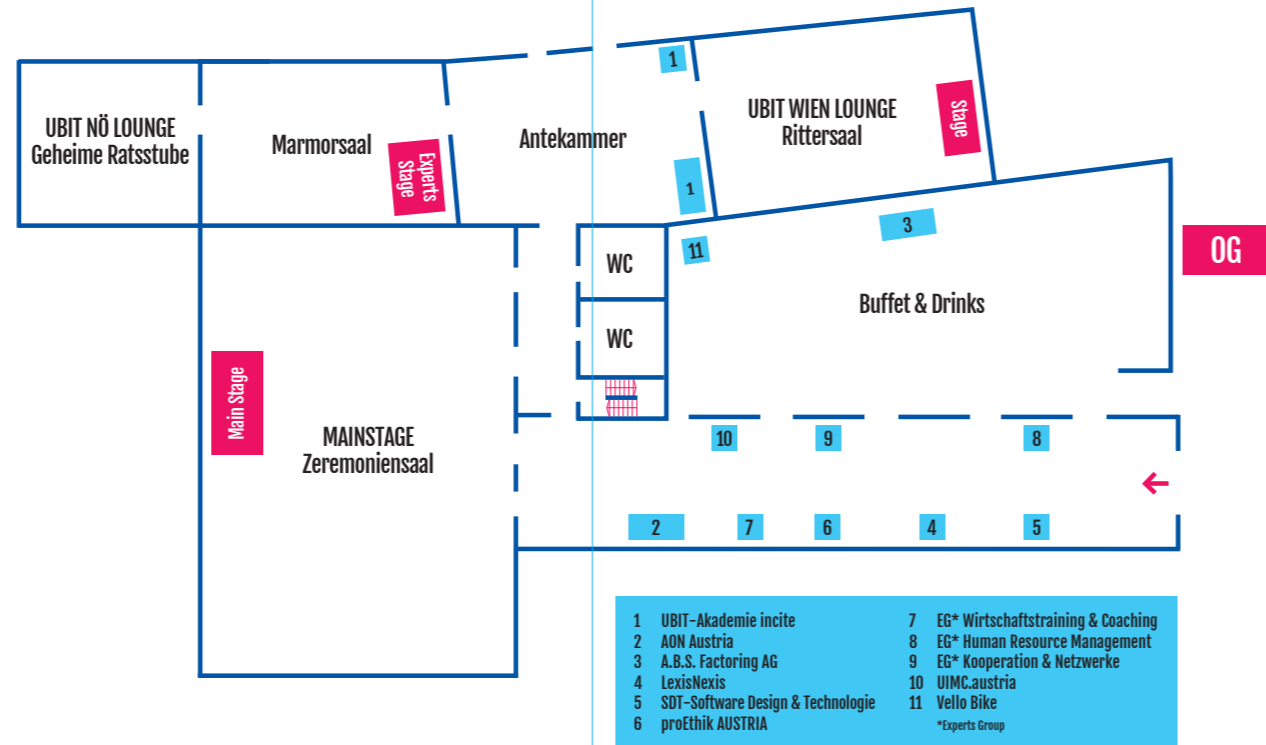 UBIT NÖ LOUNGE
Geheime Ratsstube
Marmorsaal
Experts
Stage
Antekammer
1
1
UBIT WIEN LOUNGE
Rittersaal
Stage
3
11
OG
WC
WC
Buffet & Drinks
Main Stage
MAINSTAGE
Zeremoniensaal
10
9
8
2
7
6
4
5
1 UBIT-Akademie incite
2 AON Austria
3 A.B.S. Factoring AG
4 LexisNexis
5 SDT-Software Design & Technologie
6 proEthik AUSTRIA
7 EG* Wirtschaftstraining & Coaching
8 EG* Human Resource Management
9 EG* Kooperation & Netzwerke
10 UIMC.austria
11 Vello Bike
*Experts Group